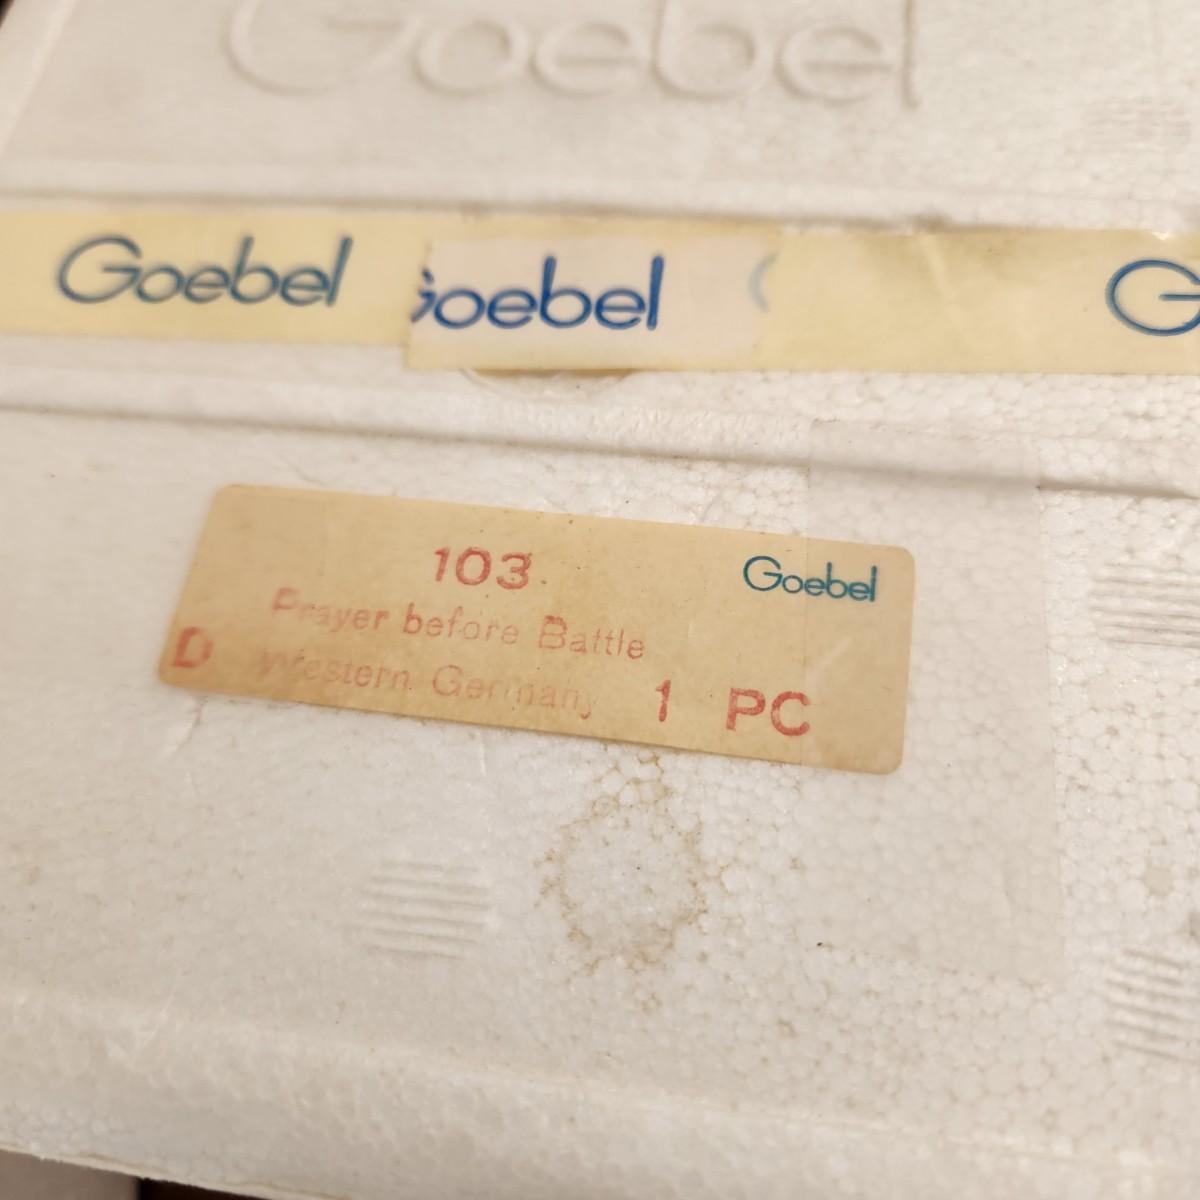 Goebel
Goebel
Goebel
G
103
Goebel
Prayer before Battle
D
Western Germany
1 PC